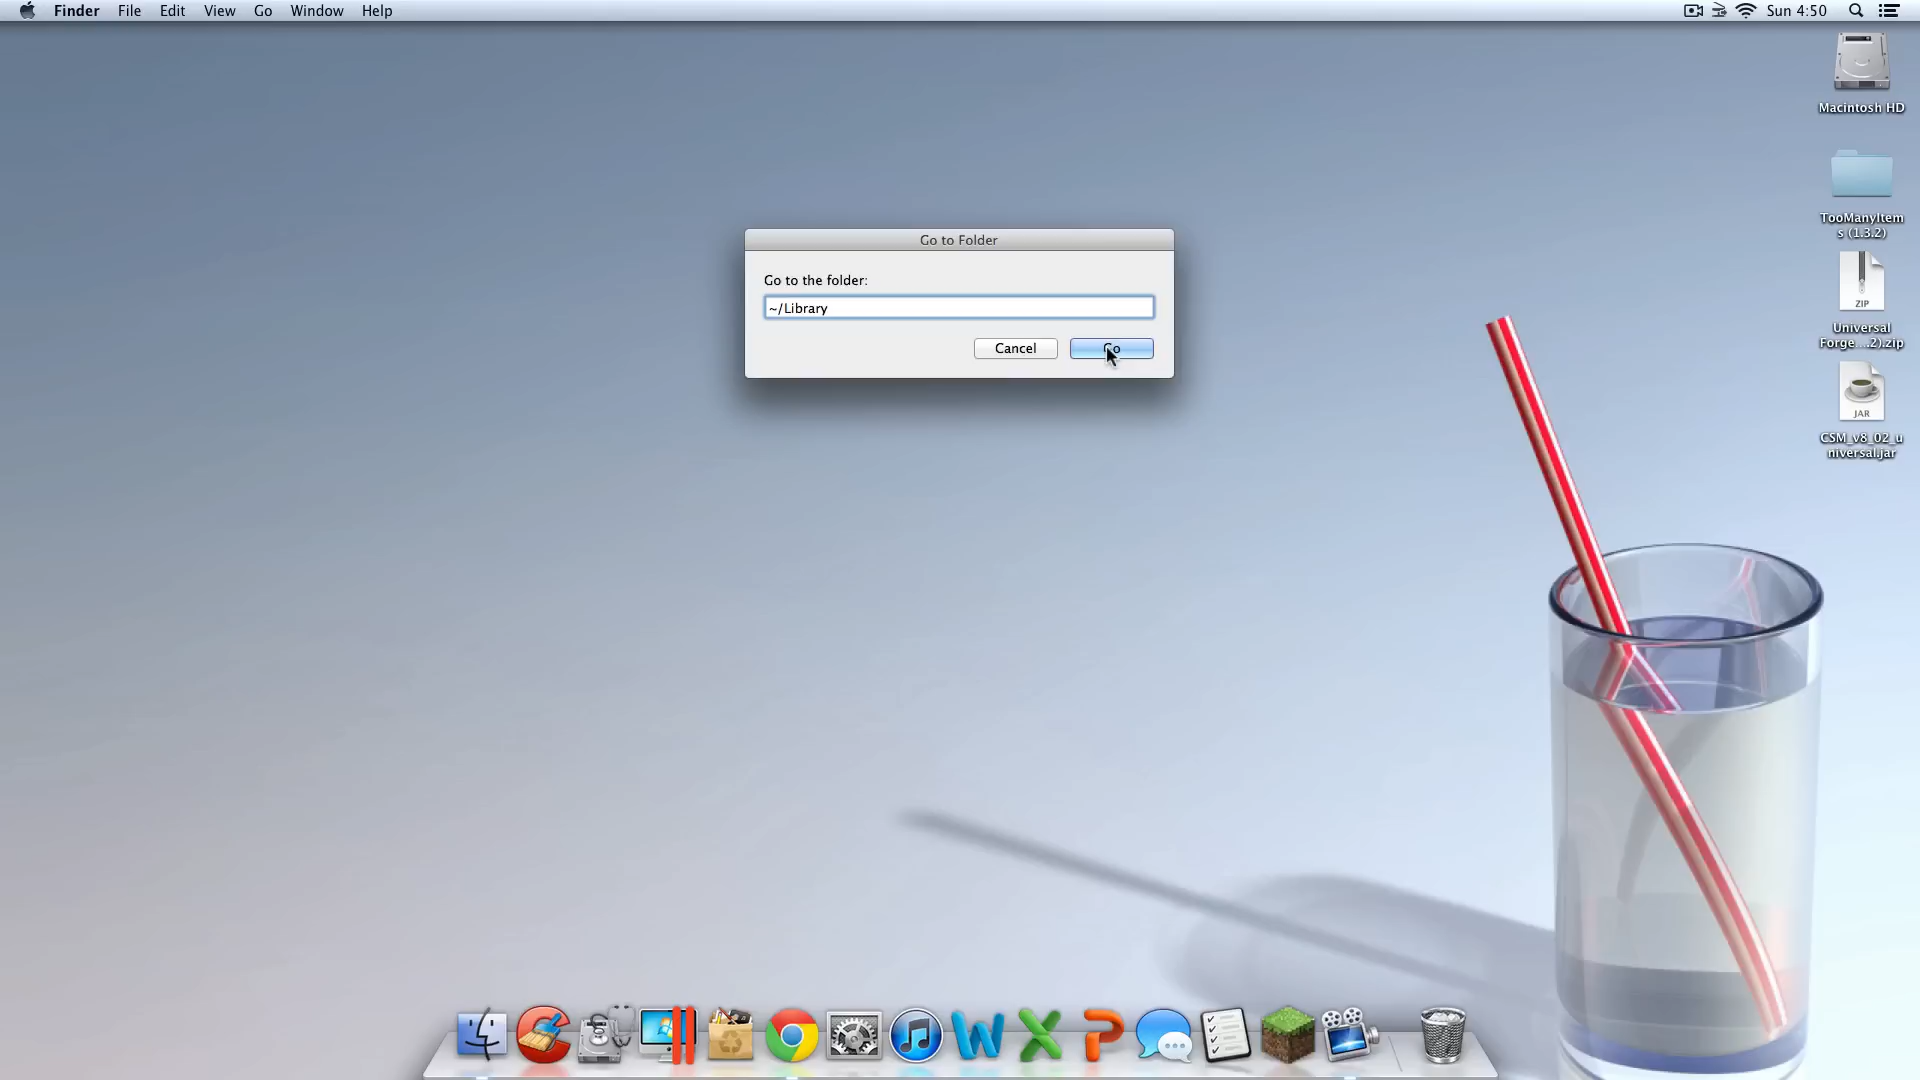 Finder File Edit View Go Window Help
Sun 4:50
Macintosh HD
TooManyItem
s (1.3.2)
ZIP
Universal
Forge....2).zip
JAR
CSM_v8_02_u
niversal.jar
Go to Folder
Go to the folder:
~/Library
Cancel
Go